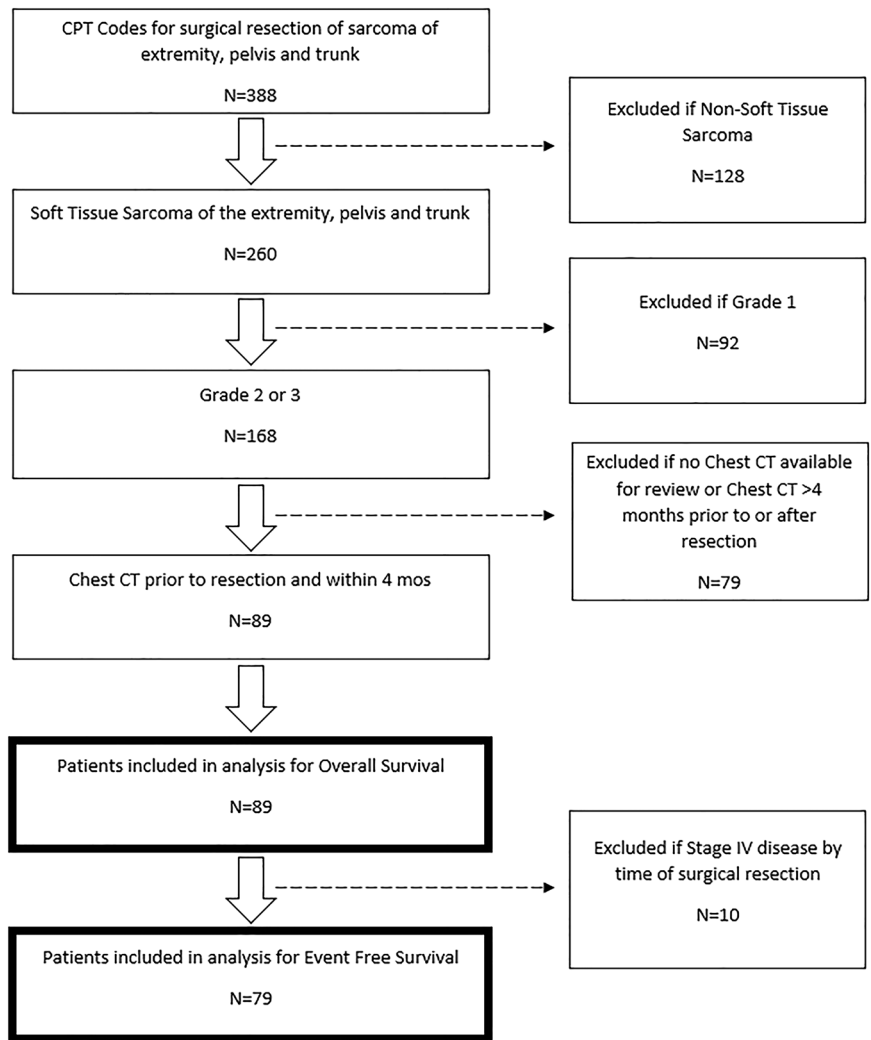 CPT Codes for surgical resection of sarcoma of
extremity, pelvis and trunk
N=388
Excluded if Non-Soft Tissue
Sarcoma
N=128
Soft Tissue Sarcoma of the extremity, pelvis and trunk
N=260
Excluded if Grade 1
N=92
Grade 2 or 3
N=168
Excluded if no Chest CT available
for review or Chest CT >4
months prior to or after
resection
N=79
Chest CT prior to resection and within 4 mos
N=89
Patients included in analysis for Overall Survival
N=89
Excluded if Stage IV disease by
time of surgical resection
N=10
Patients included in analysis for Event Free Survival
N=79